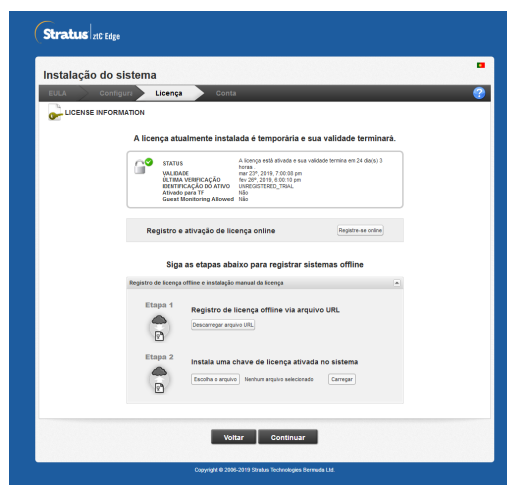 Stratus ztC Edge
Instalação do sistema
EULA Configura Licença Conta ?
LICENSE INFORMATION
A licença atualmente instalada é temporária e sua validade terminará.
STATUS A licença está ativada e sua validade termina em 24 dia(s) 3
horas .
VALIDADE mar 23º, 2019, 7:00:08 pm
ÚLTIMA VERIFICAÇÃO fev 28º, 2019, 6:00:10 pm
IDENTIFICAÇÃO DO ATIVO UNREGISTERED_TRIAL
Ativado para TF Não
Guest Monitoring Allowed Não
Registro e ativação de licença online Registre-se online
Siga as etapas abaixo para registrar sistemas offline
Registro de licença offline e instalação manual da licença
Etapa 1
Registro de licença offline via arquivo URL
Descarregar arquivo URL
Etapa 2
Instala uma chave de licença ativada no sistema
Escolha o arquivo Nenhum arquivo selecionado Carregar
Voltar Continuar
Copyright © 2006-2019 Stratus Technologies Bermuda Ltd.